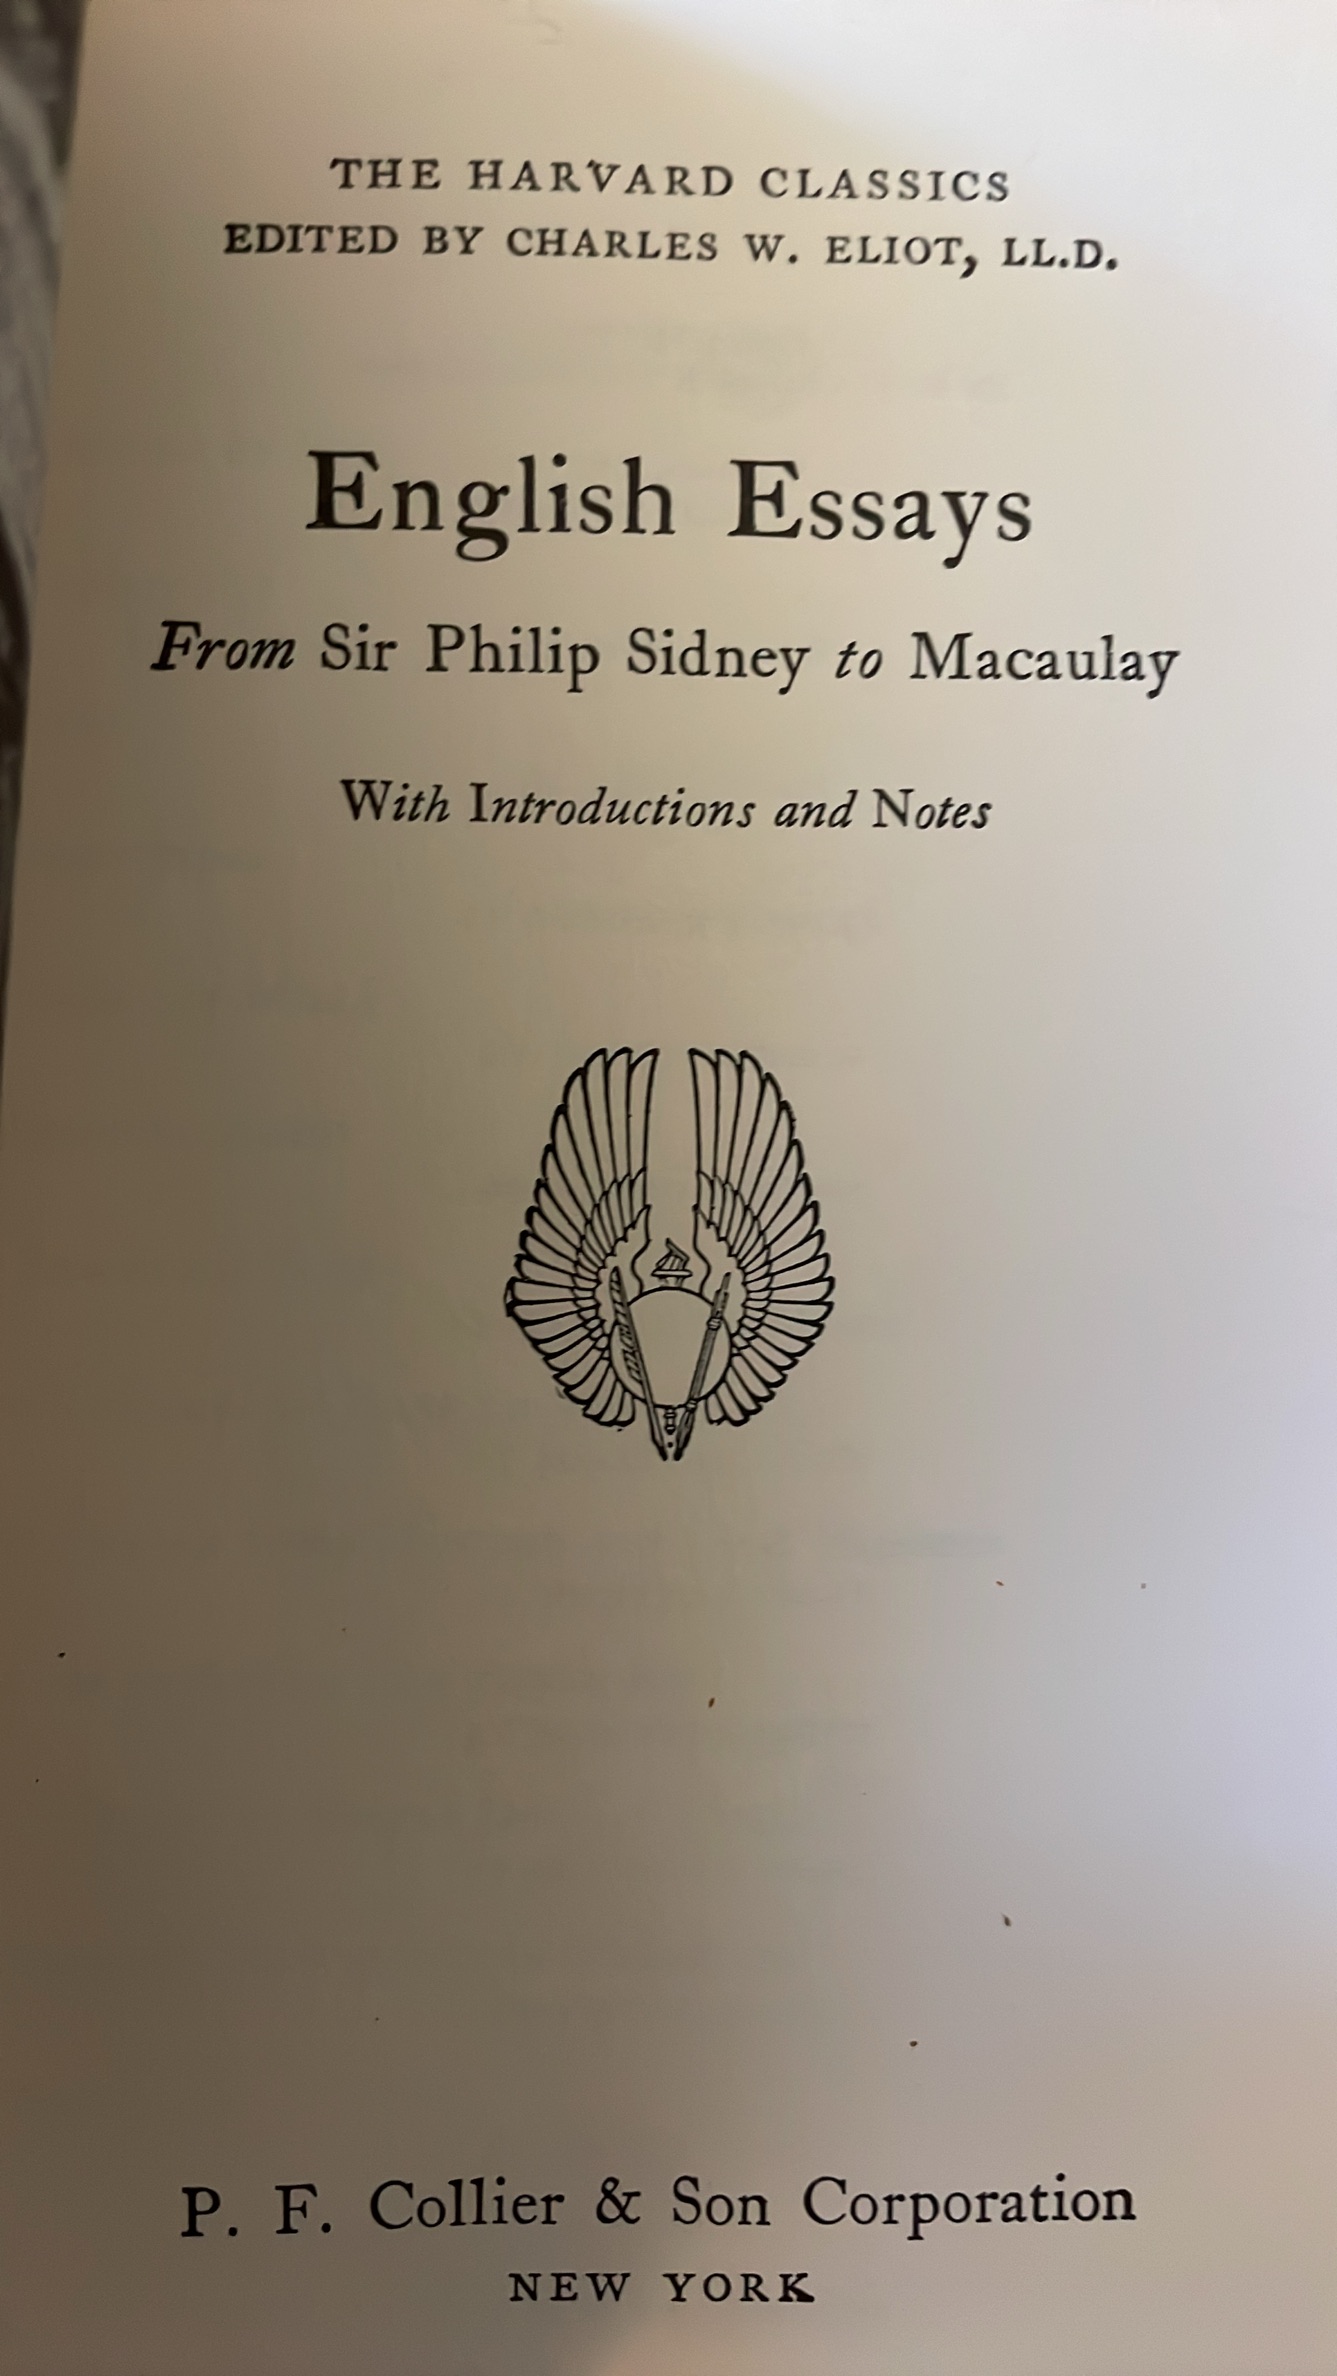 THE HARVARD CLASSICS
EDITED BY CHARLES W. ELIOT, LL.D.
English Essays
From Sir Philip Sidney to Macaulay
With Introductions and Notes
P. F. Collier & Son Corporation
NEW YORK